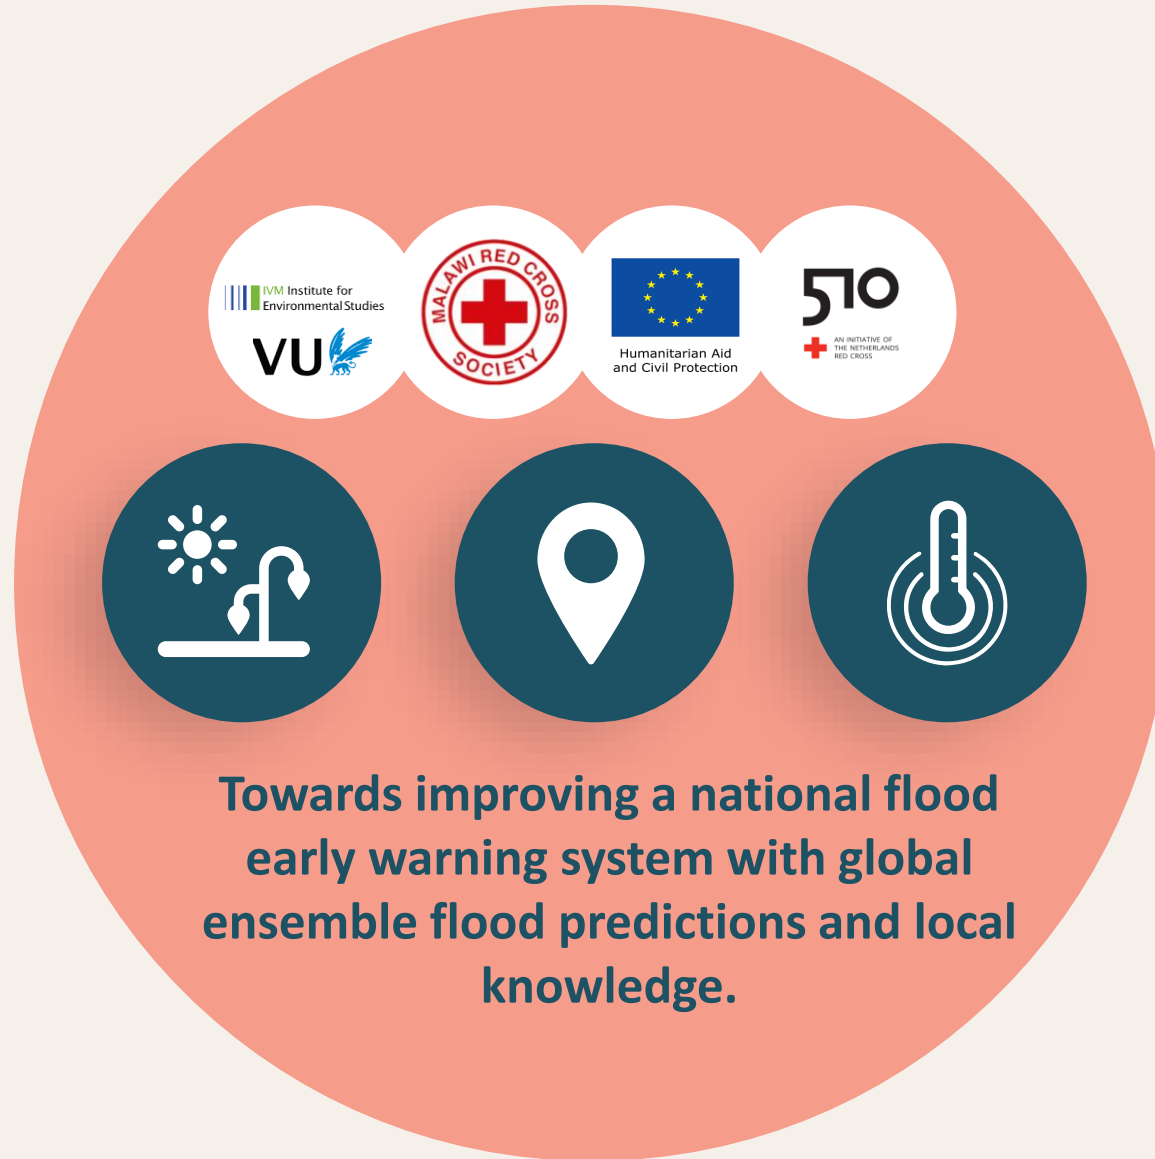 IVM Institute for
Environmental Studies
VU
MALAWI RED CROSS
SOCIETY
Humanitarian Aid
and Civil Protection
510
AN INITIATIVE OF
THE NETHERLANDS
RED CROSS
Towards improving a national flood
early warning system with global
ensemble flood predictions and local
knowledge.